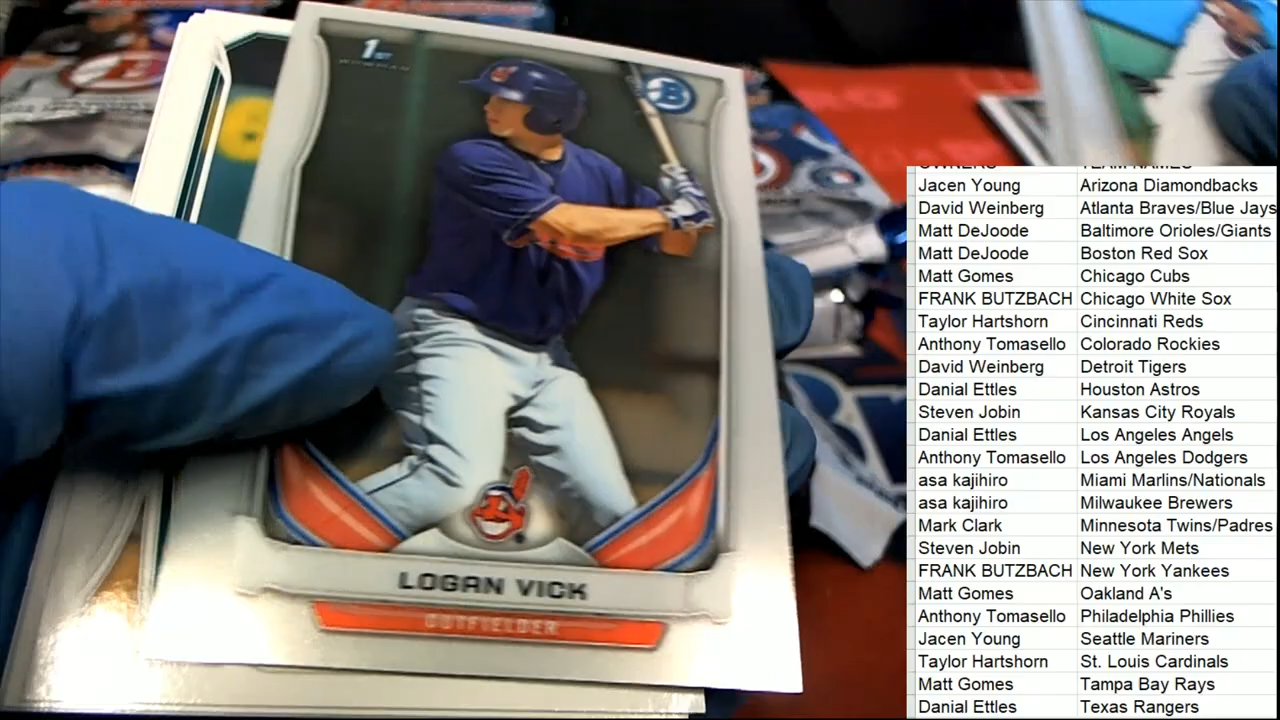 1ST
BOWMAN
B
LOGAN VICK
OUTFIELDER
OWNERS TEAM NAMES
Jacen Young Arizona Diamondbacks
David Weinberg Atlanta Braves/Blue Jays
Matt DeJoode Baltimore Orioles/Giants
Matt DeJoode Boston Red Sox
Matt Gomes Chicago Cubs
FRANK BUTZBACH Chicago White Sox
Taylor Hartshorn Cincinnati Reds
Anthony Tomasello Colorado Rockies
David Weinberg Detroit Tigers
Danial Ettles Houston Astros
Steven Jobin Kansas City Royals
Danial Ettles Los Angeles Angels
Anthony Tomasello Los Angeles Dodgers
asa kajihiro Miami Marlins/Nationals
asa kajihiro Milwaukee Brewers
Mark Clark Minnesota Twins/Padres
Steven Jobin New York Mets
FRANK BUTZBACH New York Yankees
Matt Gomes Oakland A's
Anthony Tomasello Philadelphia Phillies
Jacen Young Seattle Mariners
Taylor Hartshorn St. Louis Cardinals
Matt Gomes Tampa Bay Rays
Danial Ettles Texas Rangers